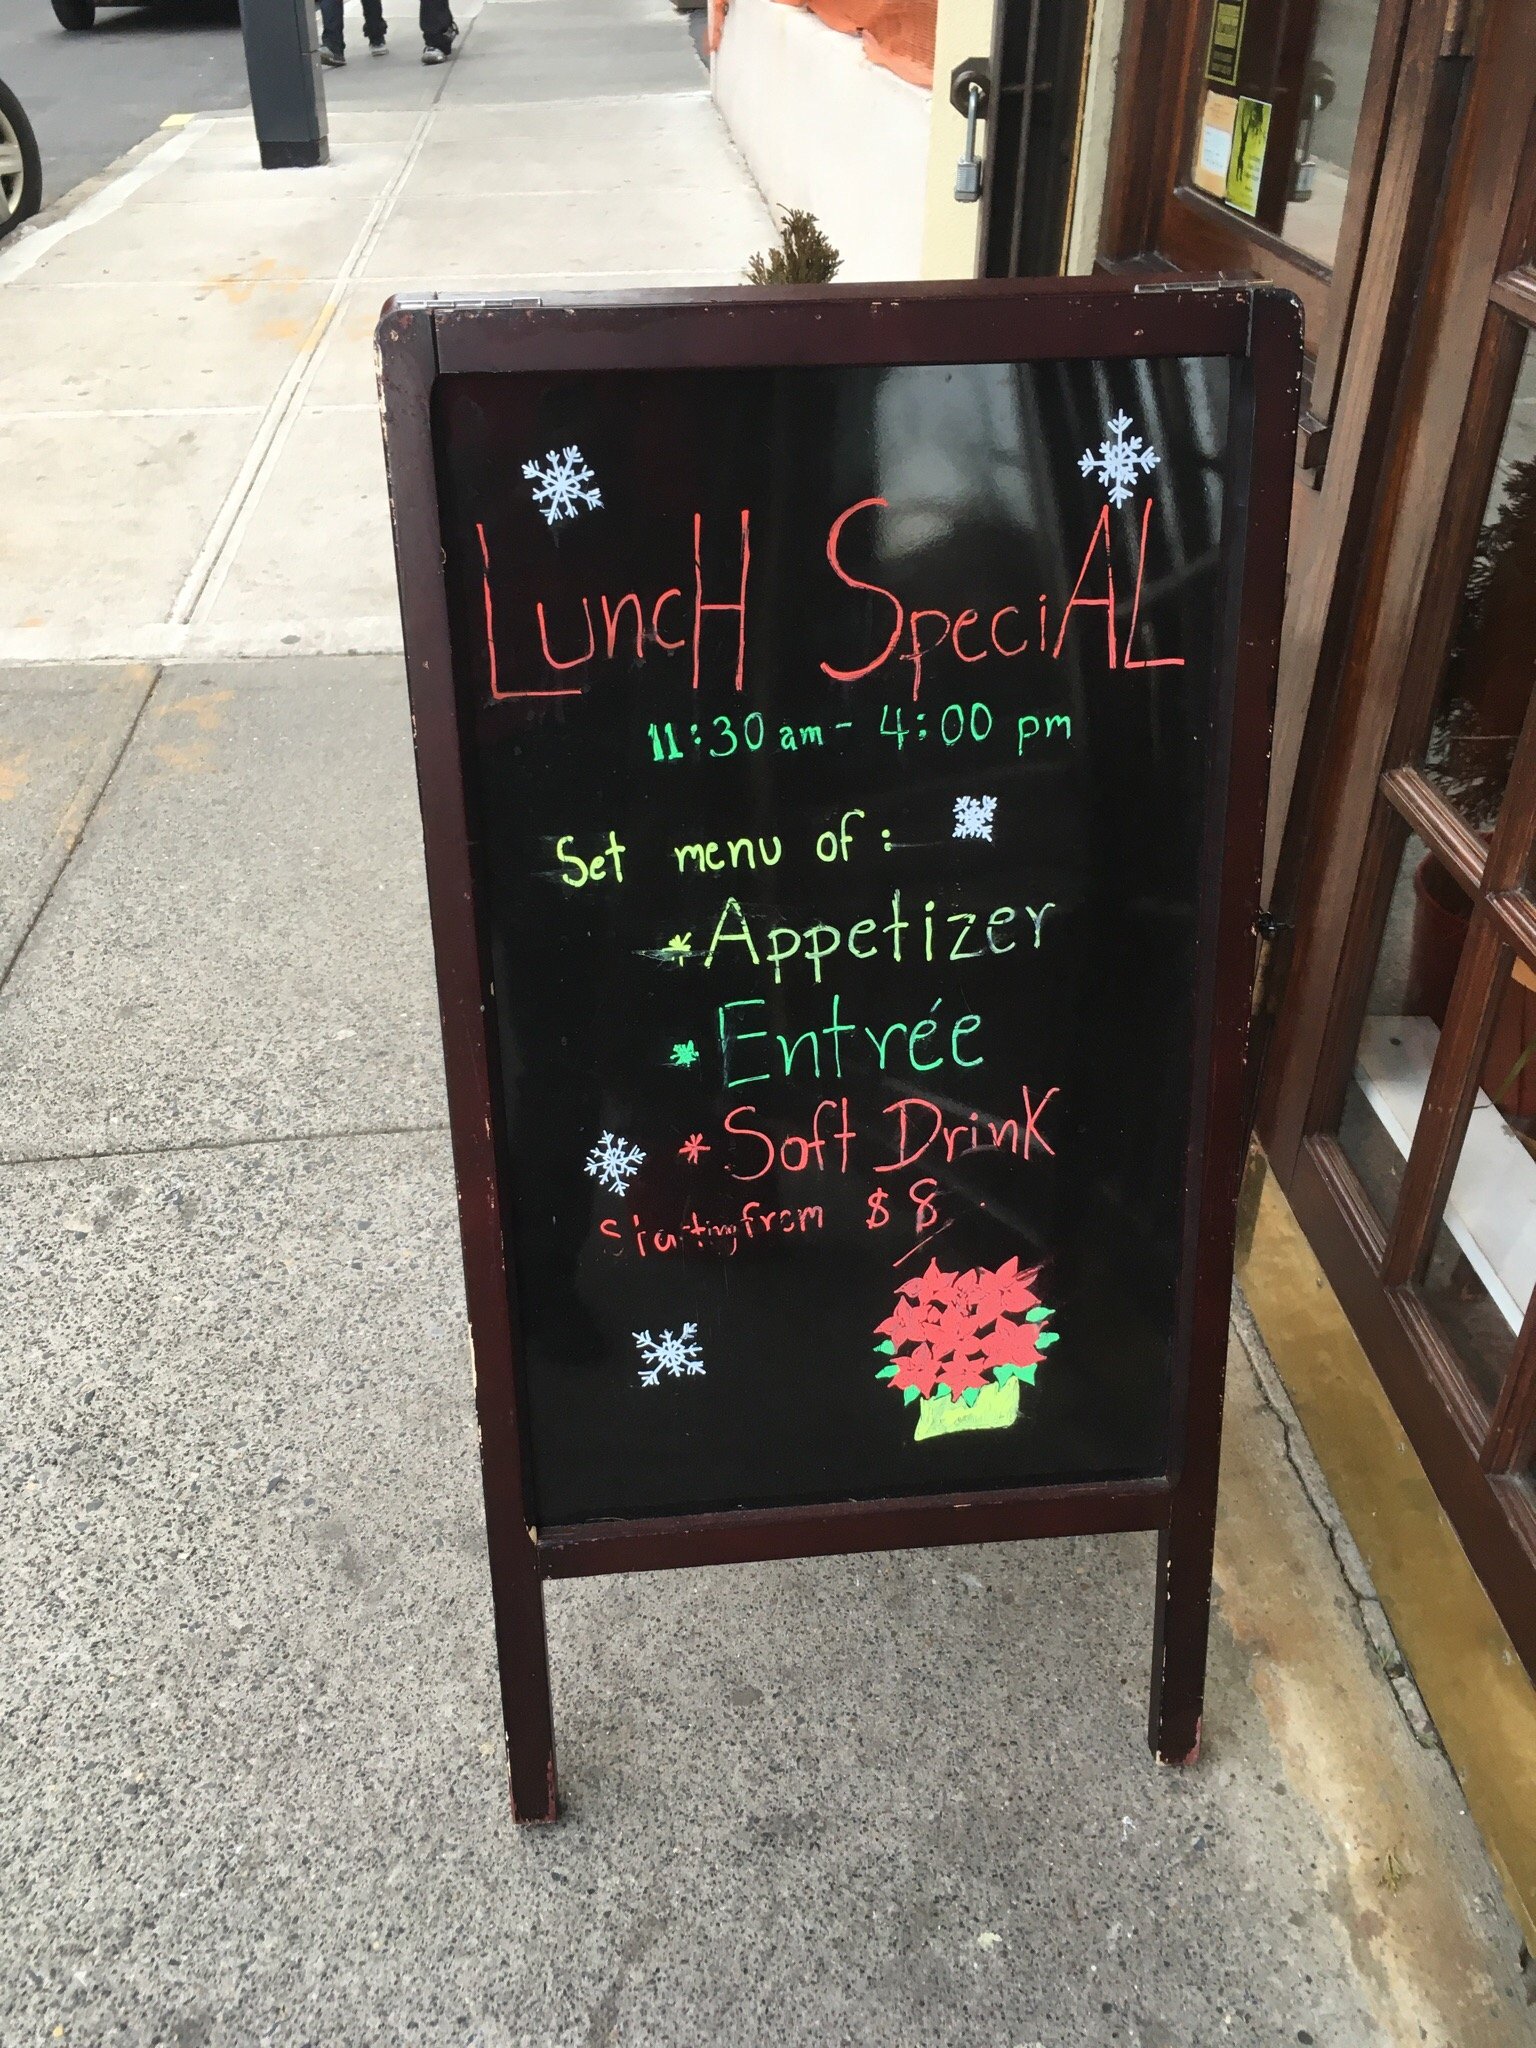 LuncH SpeciAL
11:30 am - 4:00 pm
Set menu of:
* Appetizer
* Entrée
* Soft DrinK
Starting from $8